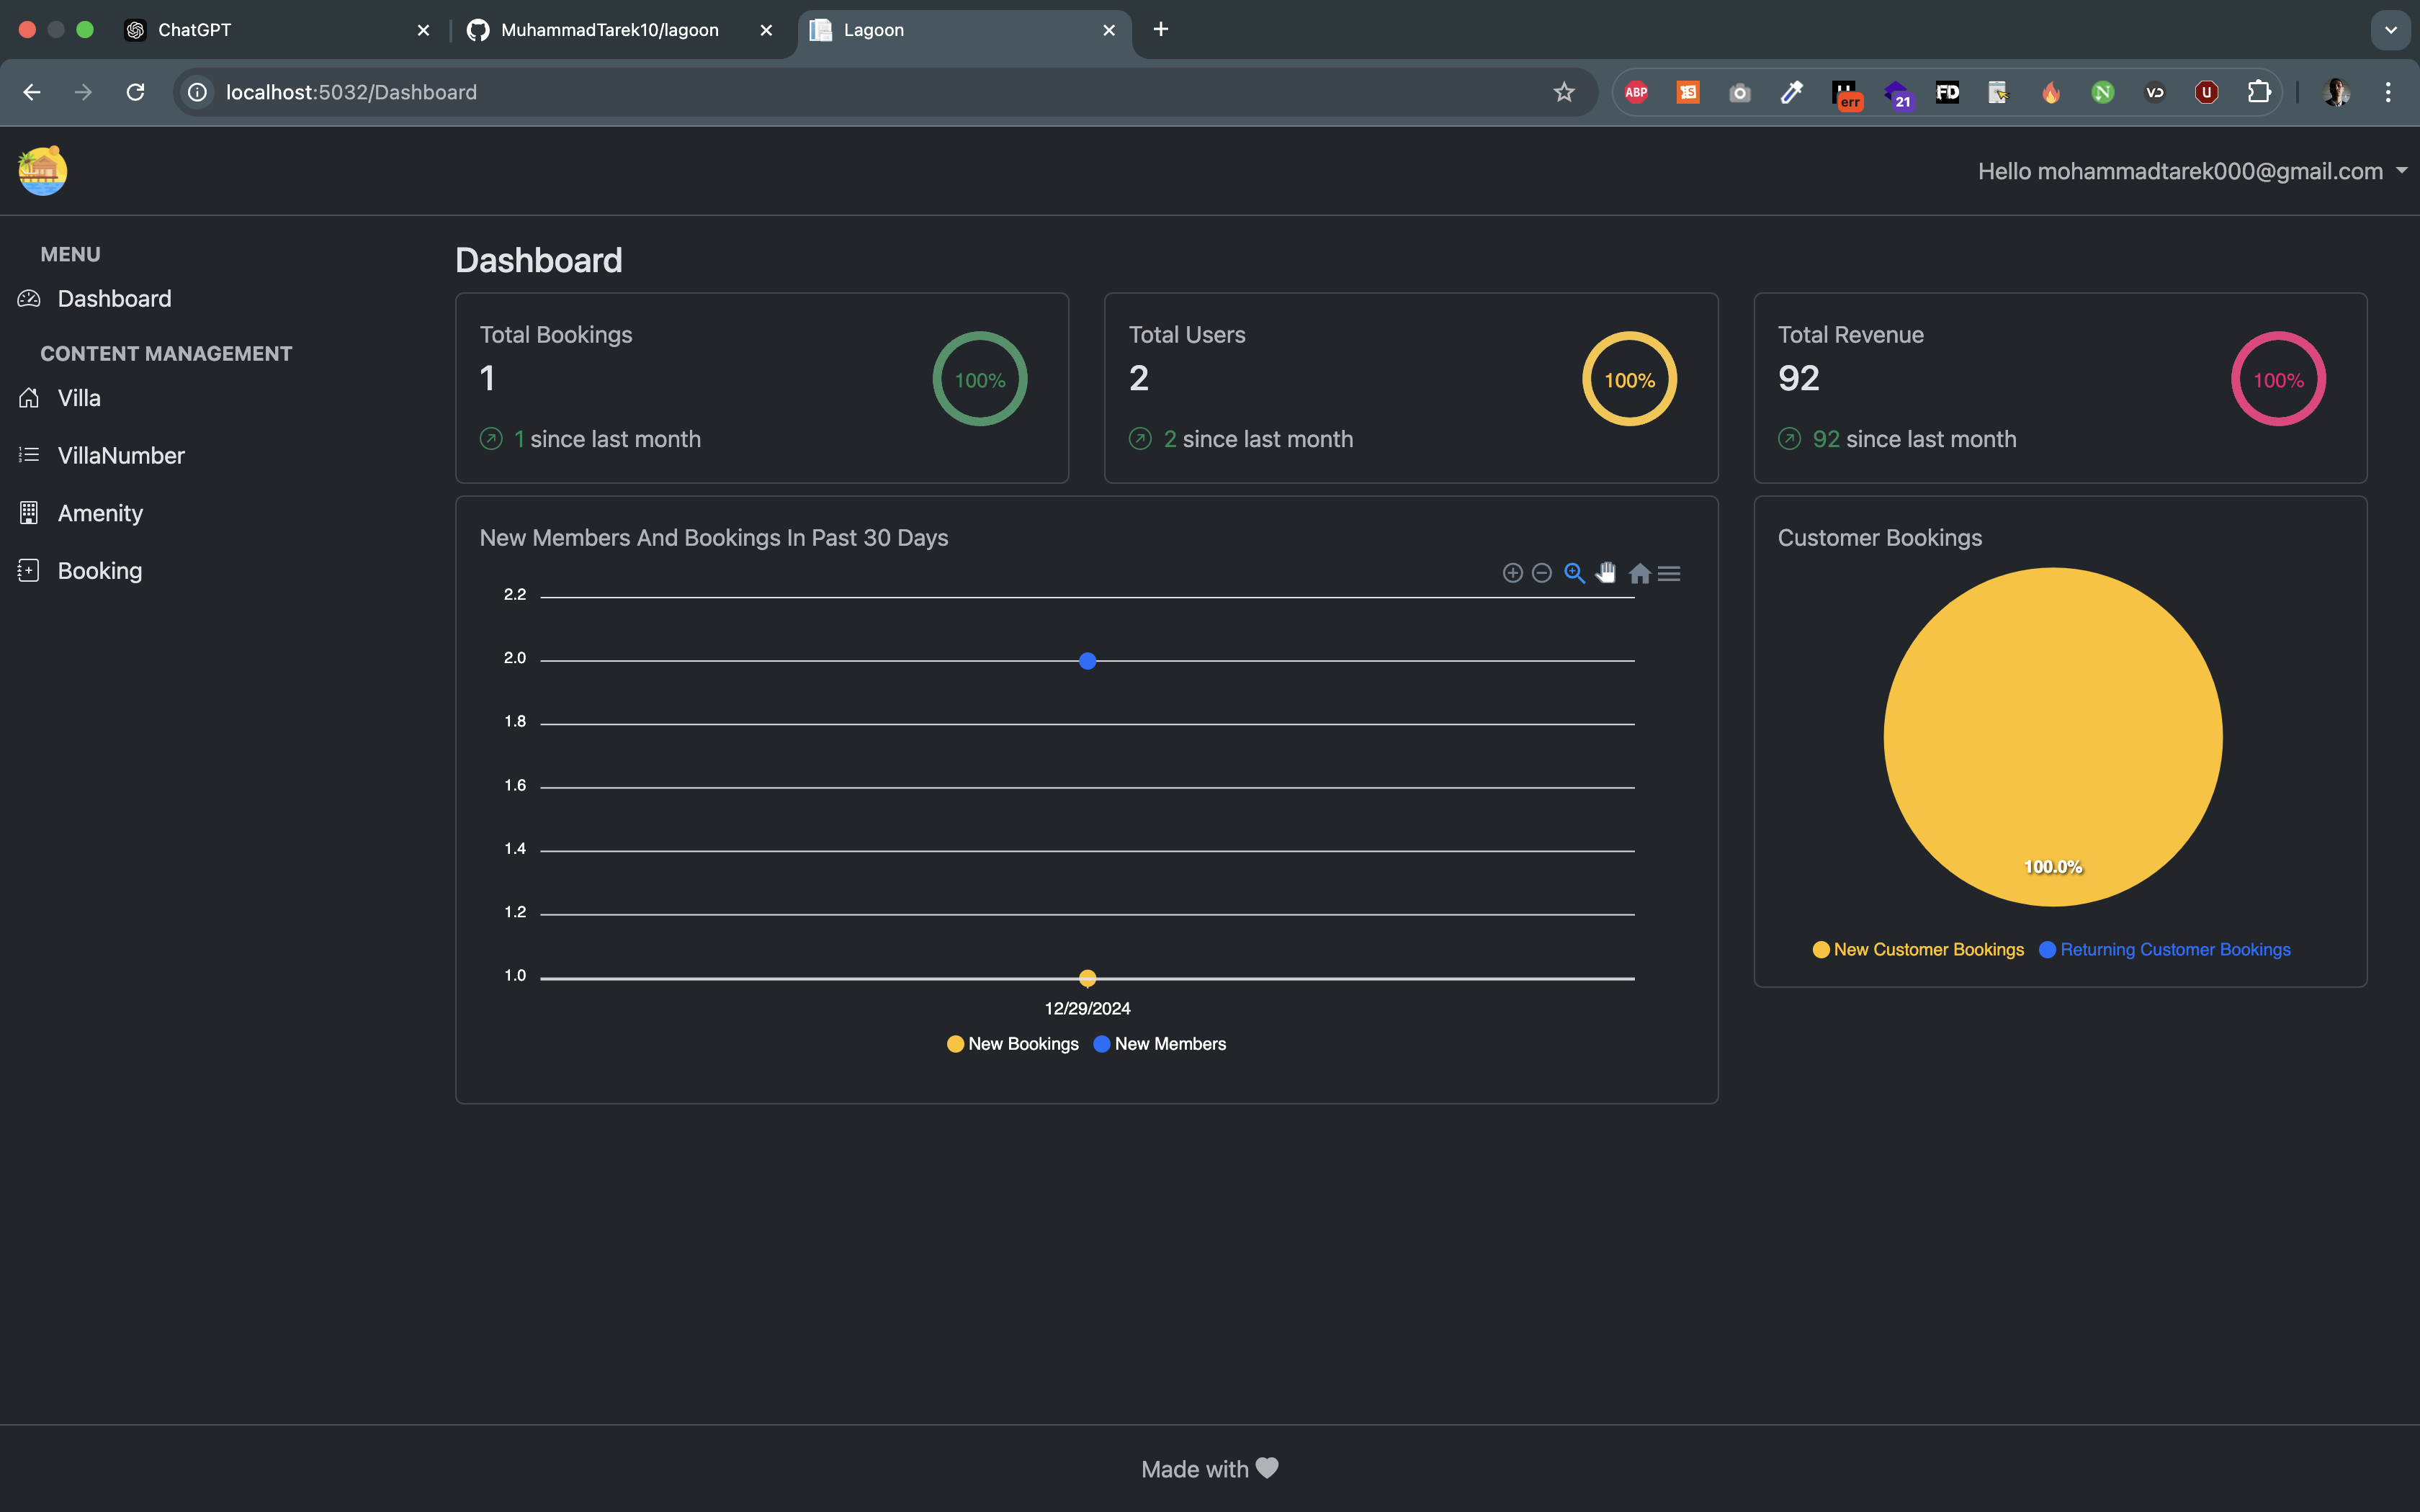 ChatGPT
MuhammadTarek10/lagoon
Lagoon
localhost:5032/Dashboard
ABP
err
21
FD
N
VD
U
Hello mohammadtarek000@gmail.com
MENU
Dashboard
CONTENT MANAGEMENT
Villa
VillaNumber
Amenity
Booking
Dashboard
Total Bookings
1
100%
1 since last month
Total Users
2
100%
2 since last month
Total Revenue
92
100%
92 since last month
New Members And Bookings In Past 30 Days
2.2
2.0
1.8
1.6
1.4
1.2
1.0
12/29/2024
New Bookings New Members
Customer Bookings
100.0%
New Customer Bookings Returning Customer Bookings
Made with